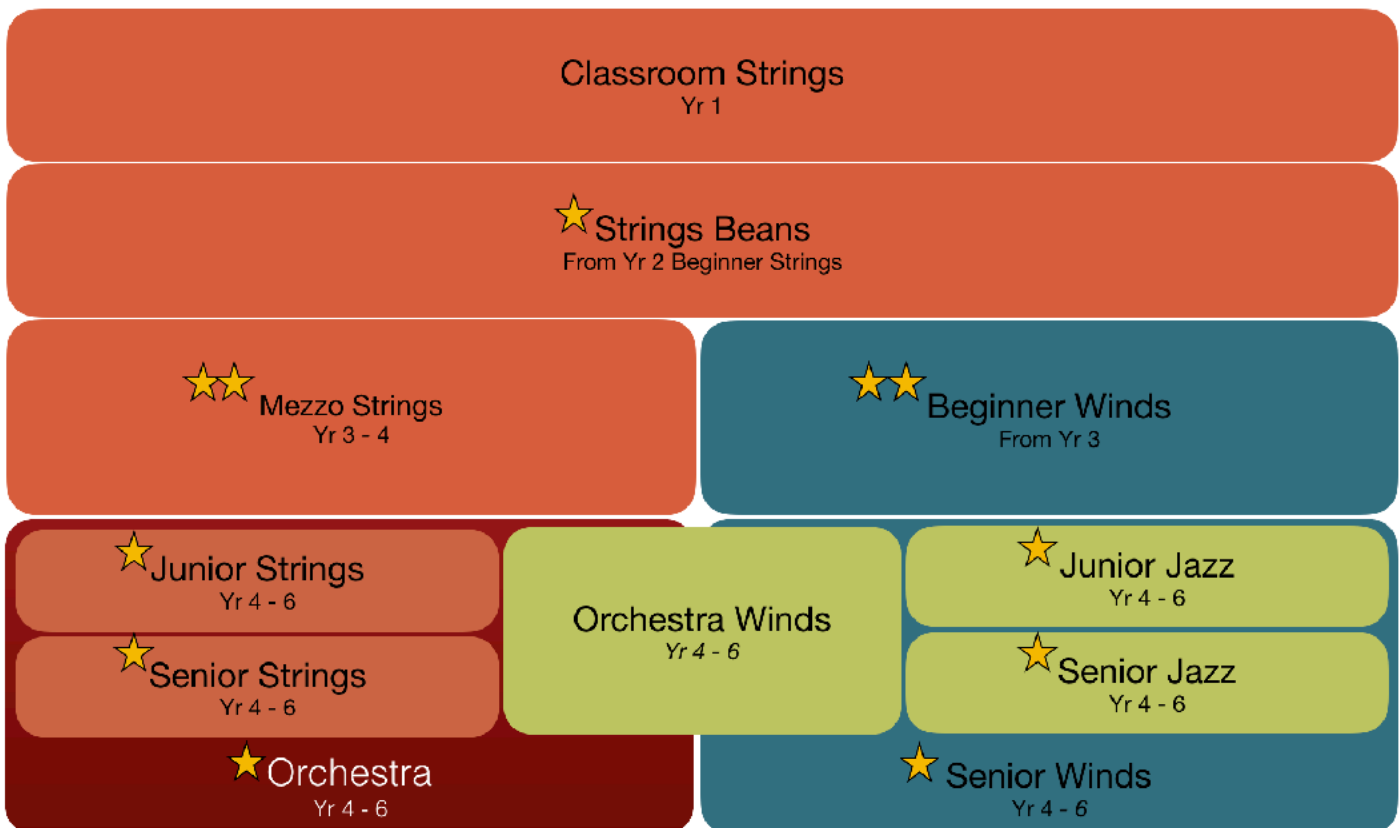 Classroom Strings
Yr 1
Strings Beans
From Yr 2 Beginner Strings
Mezzo Strings
Yr 3 - 4
Beginner Winds
From Yr 3
Junior Strings
Yr 4 - 6
Senior Strings
Yr 4 - 6
Orchestra
Yr 4 - 6
Orchestra Winds
Yr 4 - 6
Junior Jazz
Yr 4 - 6
Senior Jazz
Yr 4 - 6
Senior Winds
Yr 4 - 6